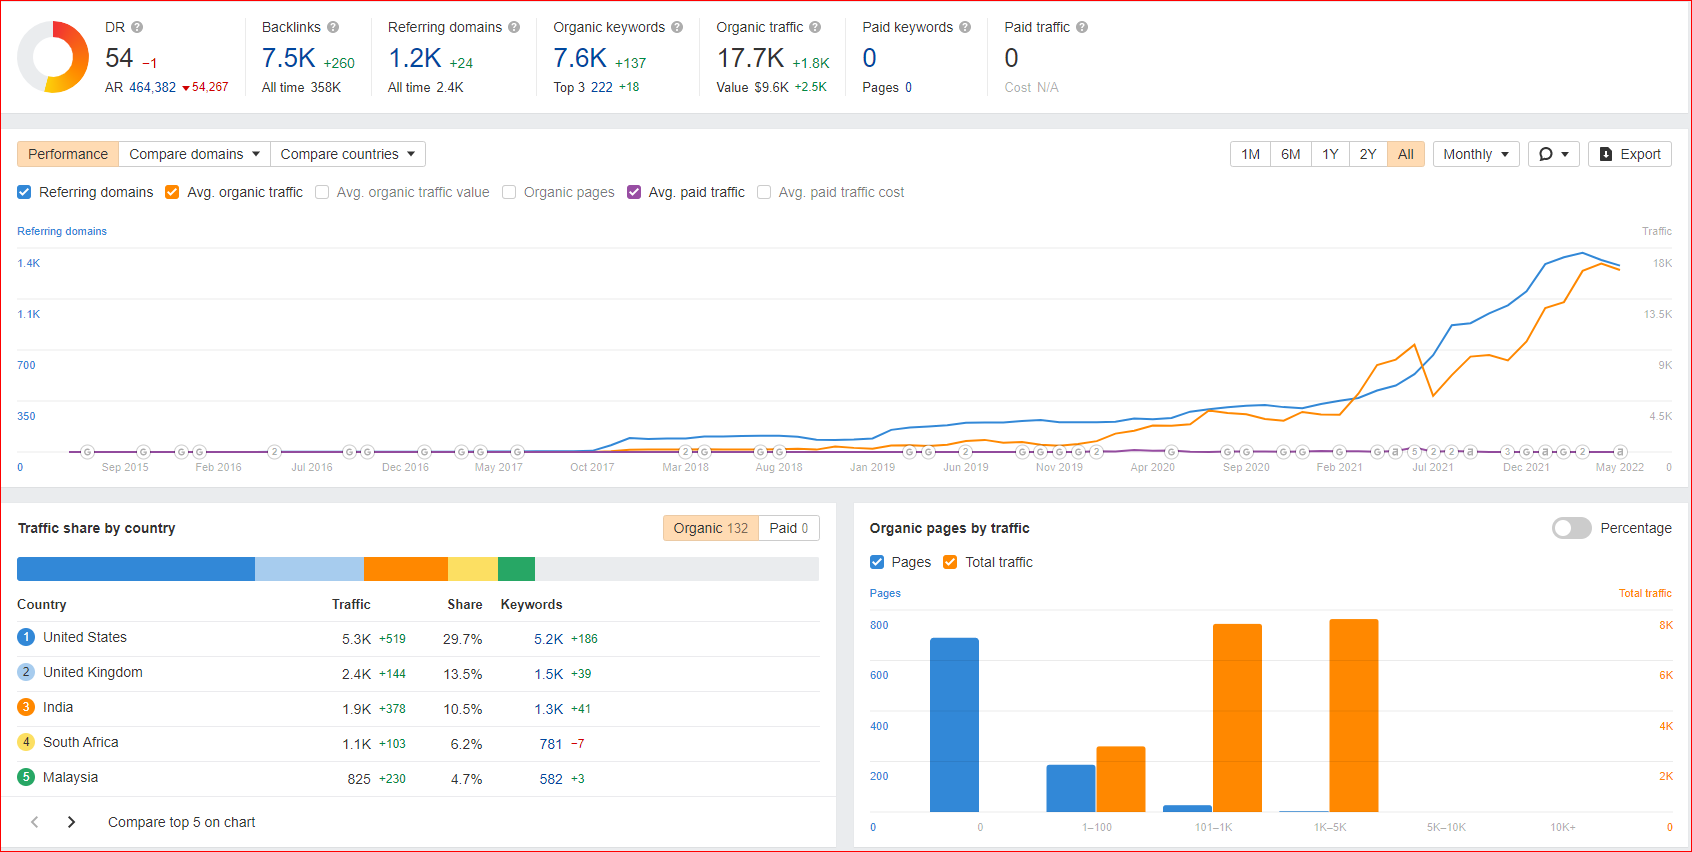 DR ? Backlinks ? Referring domains ? Organic keywords ? Organic traffic ? Paid keywords ? Paid traffic ?
54 −1 7.5K +260 1.2K +24 7.6K +137 17.7K +1.8K 0 0
AR 464,382 54,267 All time 358K All time 2.4K Top 3 222 +18 Value $9.6K +2.5K Pages 0 Cost N/A
Performance Compare domains Compare countries 1M 6M 1Y 2Y All Monthly Export
Referring domains Avg. organic traffic Avg. organic traffic value Organic pages Avg. paid traffic Avg. paid traffic cost
Referring domains Traffic
1.4K 18K
1.1K 13.5K
700 9K
350 4.5K
G G G G 2 G G G G G G 2 G G G G G 2 G G G G 2 G G G G G G G a 5 2 2 a 3 G a G 2 a
0 Sep 2015 Feb 2016 Jul 2016 Dec 2016 May 2017 Oct 2017 Mar 2018 Aug 2018 Jan 2019 Jun 2019 Nov 2019 Apr 2020 Sep 2020 Feb 2021 Jul 2021 Dec 2021 May 2022 0
Traffic share by country Organic 132 Paid 0
Country Traffic Share Keywords
1 United States 5.3K +519 29.7% 5.2K +186
2 United Kingdom 2.4K +144 13.5% 1.5K +39
3 India 1.9K +378 10.5% 1.3K +41
4 South Africa 1.1K +103 6.2% 781 −7
5 Malaysia 825 +230 4.7% 582 +3
Compare top 5 on chart
Organic pages by traffic Percentage
Pages Total traffic
Pages Total traffic
800 8K
600 6K
400 4K
200 2K
0 0 1–100 101–1K 1K–5K 5K–10K 10K+ 0